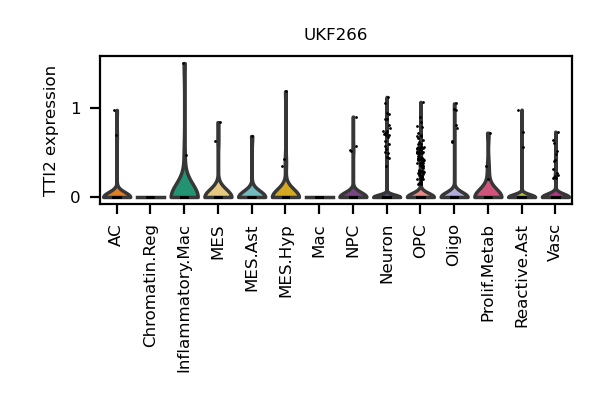 UKF266
TTI2 expression
1
0
AC
Chromatin.Reg
Inflammatory.Mac
MES
MES.Ast
MES.Hyp
Mac
NPC
Neuron
OPC
Oligo
Prolif.Metab
Reactive.Ast
Vasc